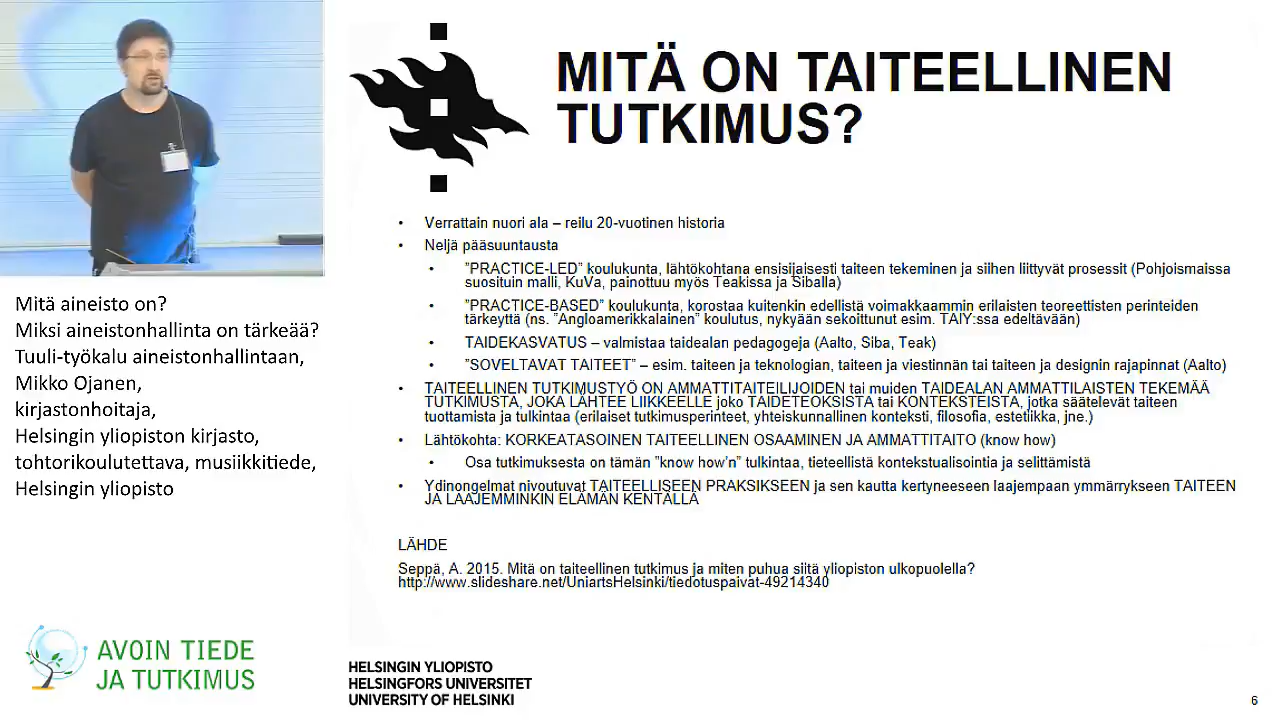 MITÄ ON TAITEELLINEN
TUTKIMUS?
• Verrattain nuori ala – reilu 20-vuotinen historia
• Neljä pääsuuntausta
• ”PRACTICE-LED” koulukunta, lähtökohtana ensisijaisesti taiteen tekeminen ja siihen liittyvät prosessit (Pohjoismaissa
suosituin malli, KuVa, painottuu myös Teakissa ja Siballa)
• ”PRACTICE-BASED” koulukunta, korostaa kuitenkin edellistä voimakkaammin erilaisten teoreettisten perinteiden
tärkeyttä (ns. ”Angloamerikkalainen” koulutus, nykyään sekoittunut esim. TAIY:ssa edeltävään)
• TAIDEKASVATUS – valmistaa taidealan pedagogeja (Aalto, Siba, Teak)
• ”SOVELTAVAT TAITEET” – esim. taiteen ja teknologian, taiteen ja viestinnän tai taiteen ja designin rajapinnat (Aalto)
• TAITEELLINEN TUTKIMUSTYÖ ON AMMATTITAITEILIJOIDEN tai muiden TAIDEALAN AMMATTILAISTEN TEKEMÄÄ
TUTKIMUSTA, JOKA LÄHTEE LIIKKEELLE joko TAIDETEOKSISTA tai KONTEKSTEISTA, jotka säätelevät taiteen
tuottamista ja tulkintaa (erilaiset tutkimusperinteet, yhteiskunnallinen konteksti, filosofia, estetiikka, jne.)
• Lähtökohta: KORKEATASOINEN TAITEELLINEN OSAAMINEN JA AMMATTITAITO (know how)
• Osa tutkimuksesta on tämän ”know how’n” tulkintaa, tieteellistä kontekstualisointia ja selittämistä
• Ydinongelmat nivoutuvat TAITEELLISEEN PRAKSIKSEEN ja sen kautta kertyneeseen laajempaan ymmärrykseen TAITEEN
JA LAAJEMMINKIN ELÄMÄN KENTÄLLÄ
LÄHDE
Seppä, A. 2015. Mitä on taiteellinen tutkimus ja miten puhua siitä yliopiston ulkopuolella?
http://www.slideshare.net/UniartsHelsinki/tiedotuspaivat-49214340
Mitä aineisto on?
Miksi aineistonhallinta on tärkeää?
Tuuli-työkalu aineistonhallintaan,
Mikko Ojanen,
kirjastonhoitaja,
Helsingin yliopiston kirjasto,
tohtorikoulutettava, musiikkitiede,
Helsingin yliopisto
AVOIN TIEDE
JA TUTKIMUS
HELSINGIN YLIOPISTO
HELSINGFORS UNIVERSITET
UNIVERSITY OF HELSINKI
6